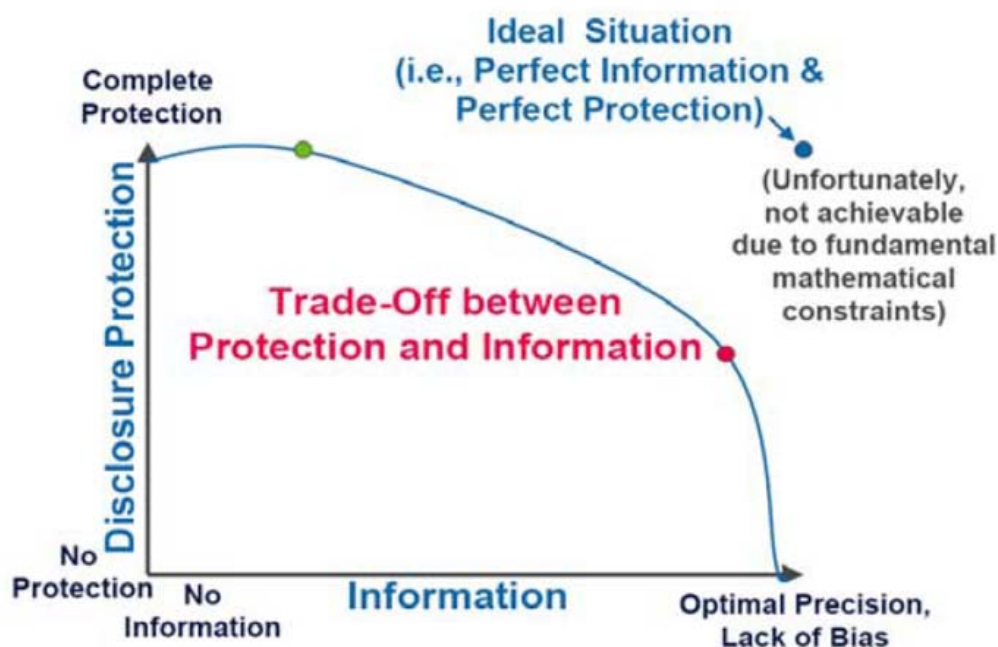 Ideal Situation
(i.e., Perfect Information &
Perfect Protection)
Complete
Protection
(Unfortunately,
not achievable
due to fundamental
mathematical
constraints)
Disclosure Protection
Trade-Off between
Protection and Information
No
Protection
No
Information
Information
Optimal Precision,
Lack of Bias